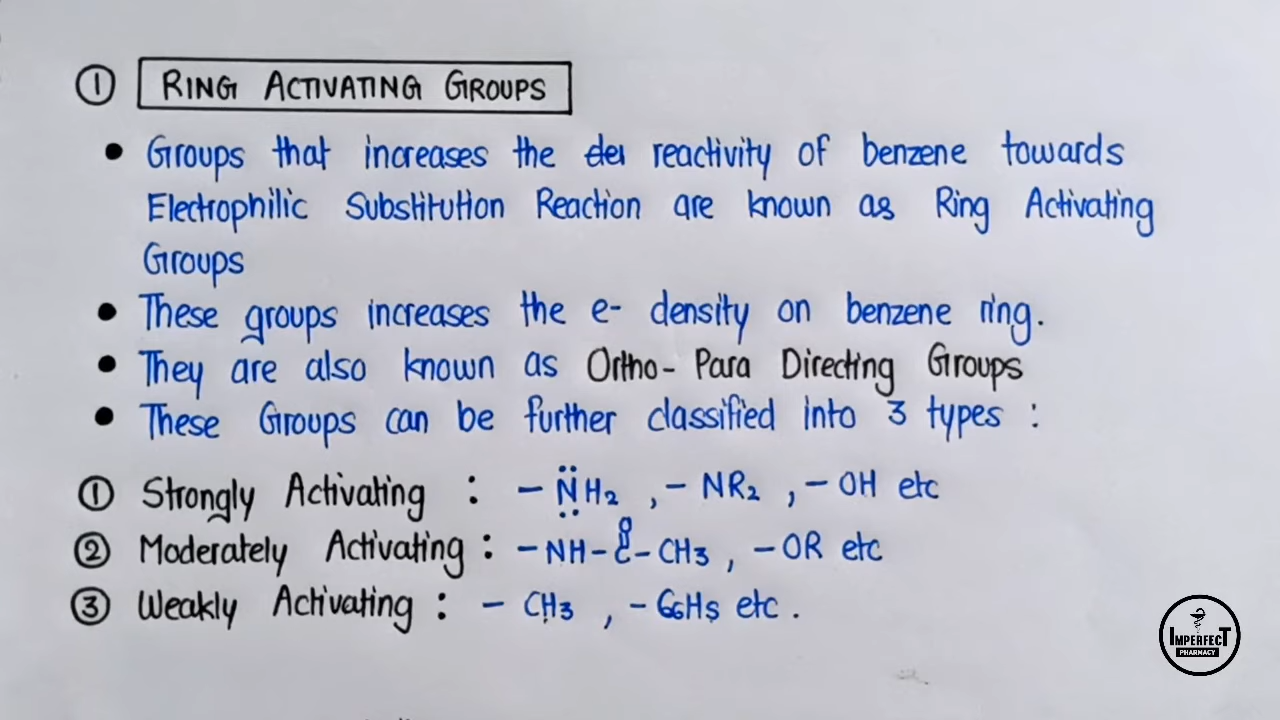 ① RING ACTIVATING GROUPS
• Groups that increases the reactivity of benzene towards
Electrophilic Substitution Reaction are known as Ring Activating
Groups
• These groups increases the e- density on benzene ring.
• They are also known as Ortho- Para Directing Groups
• These Groups can be further classified into 3 types :
① Strongly Activating : - N̈H₂ , - NR₂ , - OH etc
O
② Moderately Activating : - NH - C - CH₃ , - OR etc
③ Weakly Activating : - CH₃ , - C₆H₅ etc .
IMPERFECT
PHARMACY